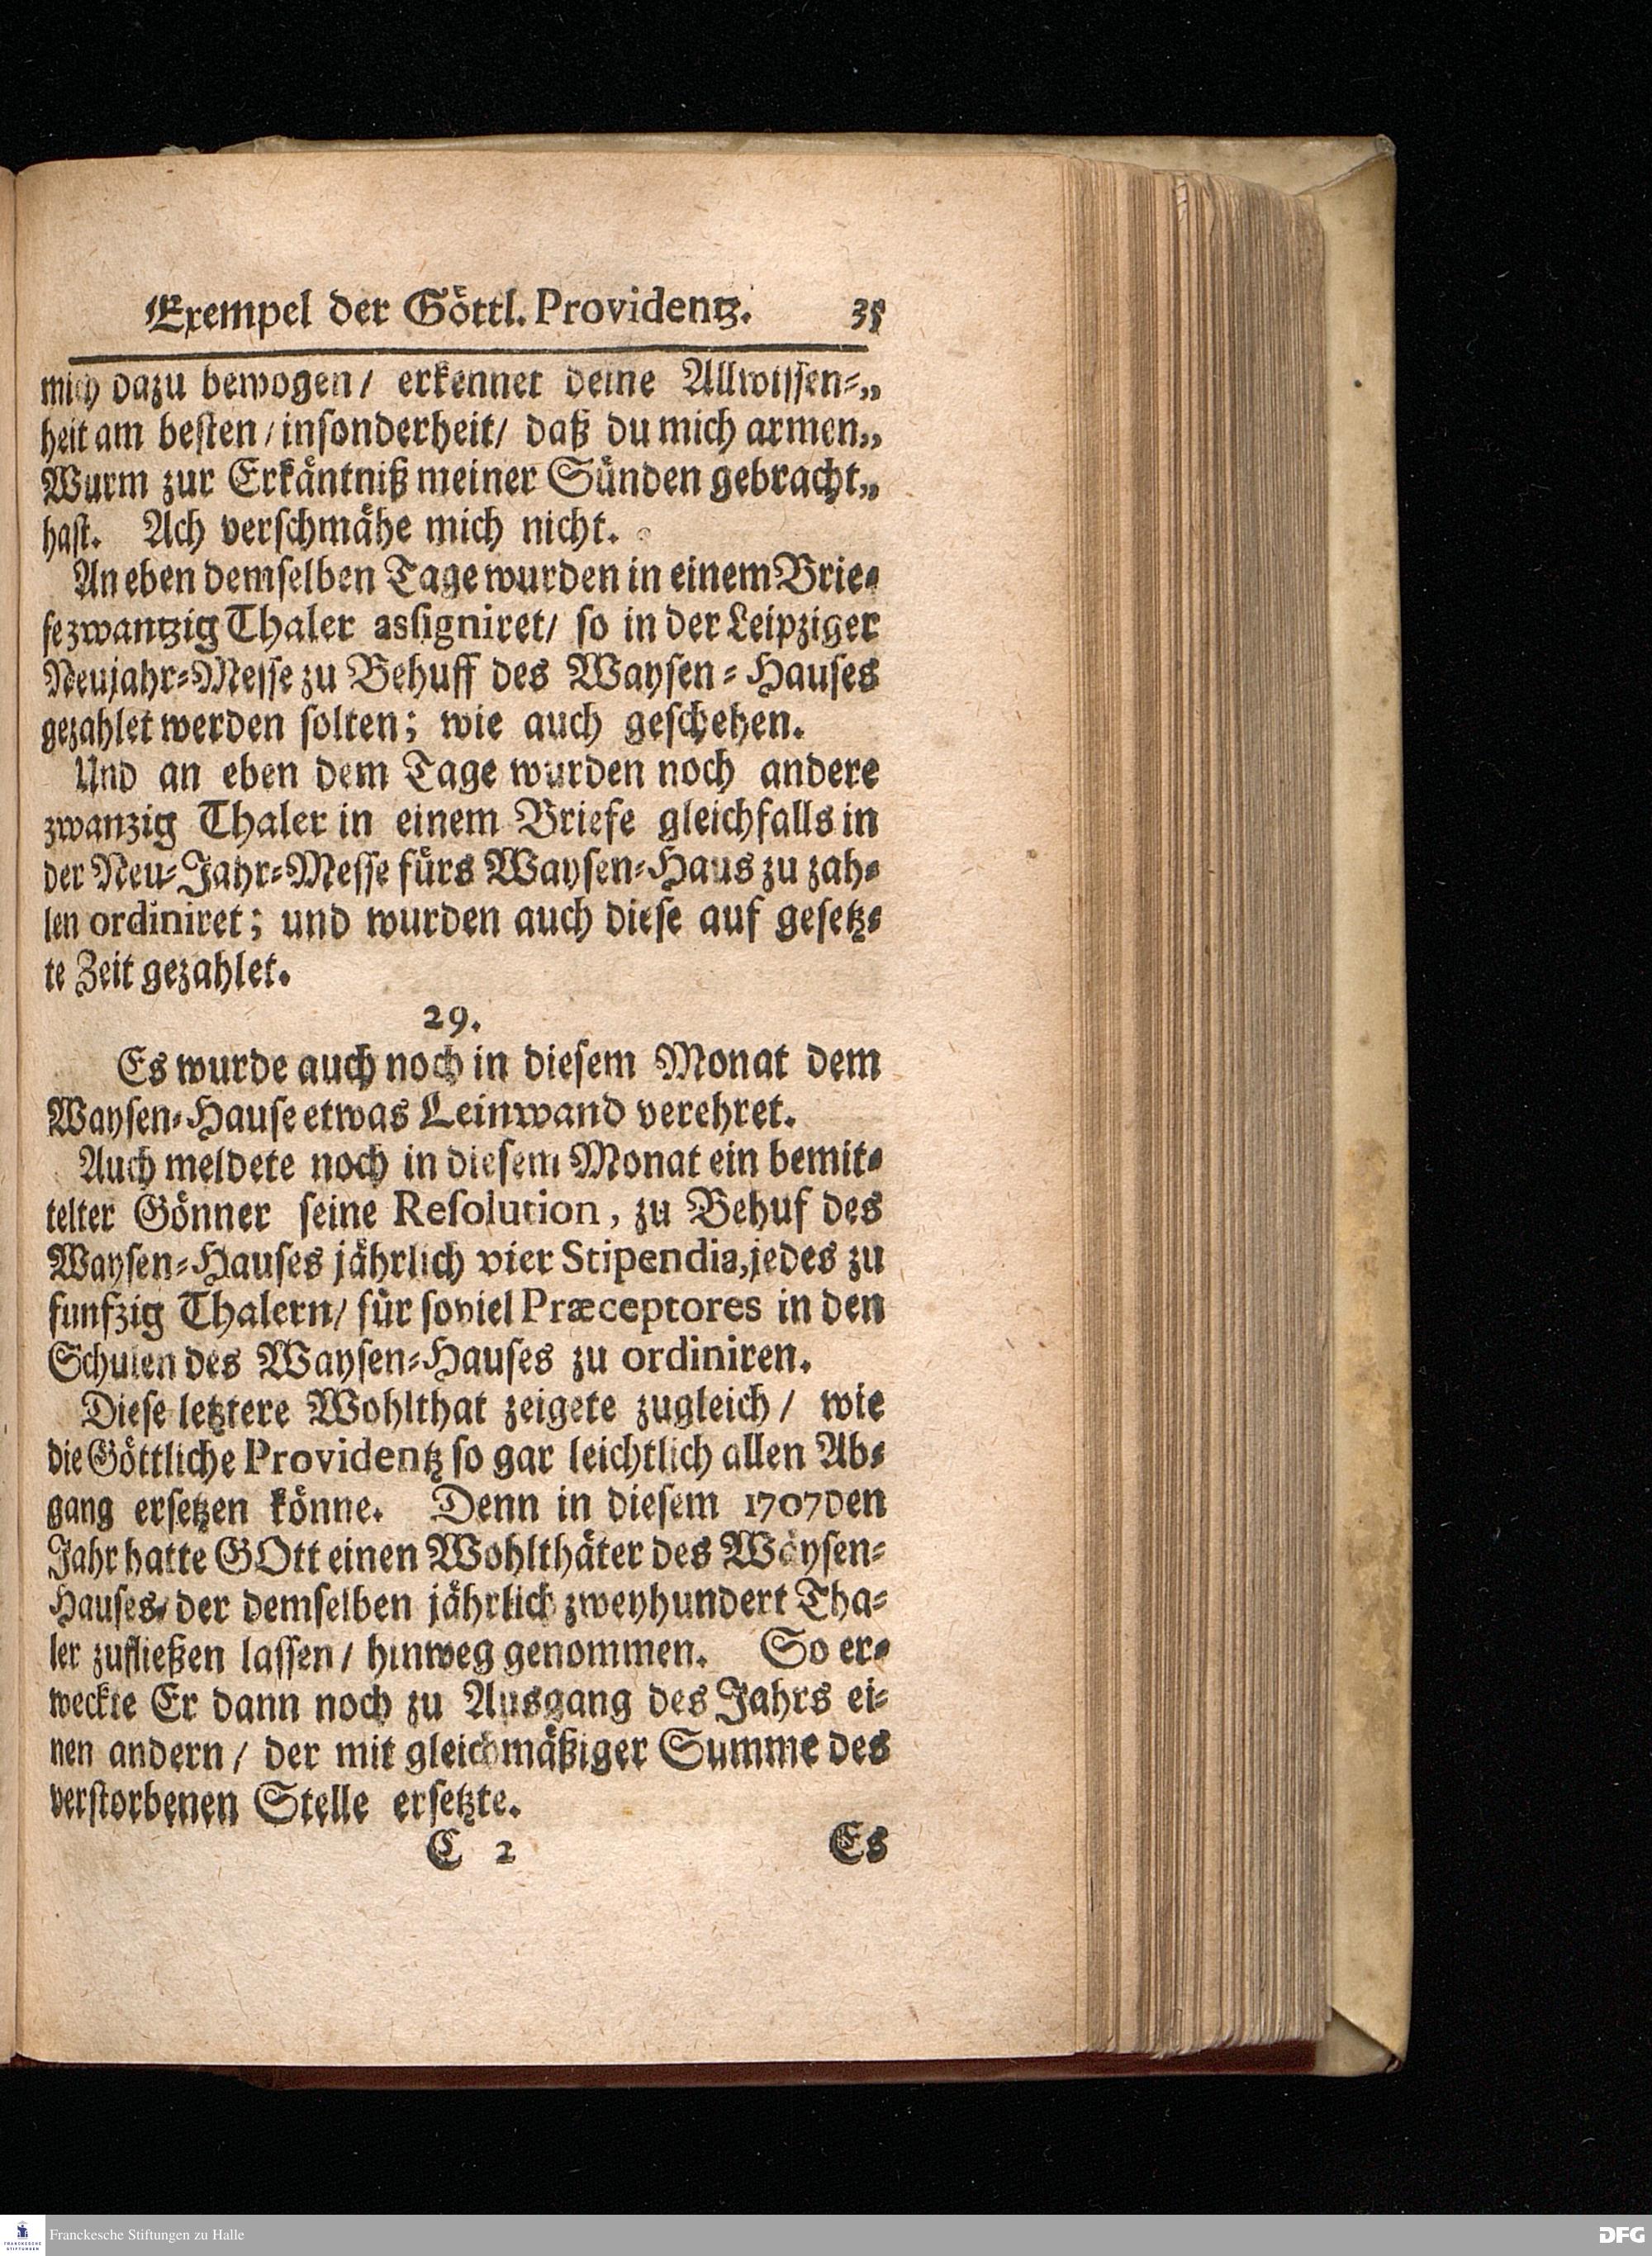 Exempel der Göttl. Providentz. 35
mich dazu bewogen/ erkennet deine Allwissen-„
heit am besten/ insonderheit/ daß du mich armen„
Wurm zur Erkäntniß meiner Sünden gebracht„
hast. Ach verschmähe mich nicht.
An eben demselben Tage wurden in einem Brie-
fe zwantzig Thaler assigniret/ so in der Leipziger
Neujahr-Messe zu Behuff des Waysen-Hauses
gezahlet werden solten; wie auch geschehen.
Und an eben dem Tage wurden noch andere
zwanzig Thaler in einem Briefe gleichfalls in
der Neu-Jahr-Messe fürs Waysen-Haus zu zah-
len ordiniret; und wurden auch diese auf gesetz-
te Zeit gezahlet.
29.
Es wurde auch noch in diesem Monat dem
Waysen-Hause etwas Leinwand verehret.
Auch meldete noch in diesem Monat ein bemit-
telter Gönner seine Resolution, zu Behuf des
Waysen-Hauses jährlich vier Stipendia, jedes zu
funfzig Thalern/ für soviel Præceptores in den
Schulen des Waysen-Hauses zu ordiniren.
Diese letztere Wohlthat zeigete zugleich/ wie
die Göttliche Providentz so gar leichtlich allen Ab-
gang ersetzen könne. Denn in diesem 1707den
Jahr hatte GOtt einen Wohlthäter des Wäysen-
Hauses/ der demselben jährlich zweyhundert Tha-
ler zufließen lassen/ hinweg genommen. So er-
weckte Er dann noch zu Ausgang des Jahrs ei-
nen andern/ der mit gleichmäßiger Summe des
verstorbenen Stelle ersetzte.
C 2 Es
FRANCKESCHE STIFTUNGEN
Franckesche Stiftungen zu Halle
DFG